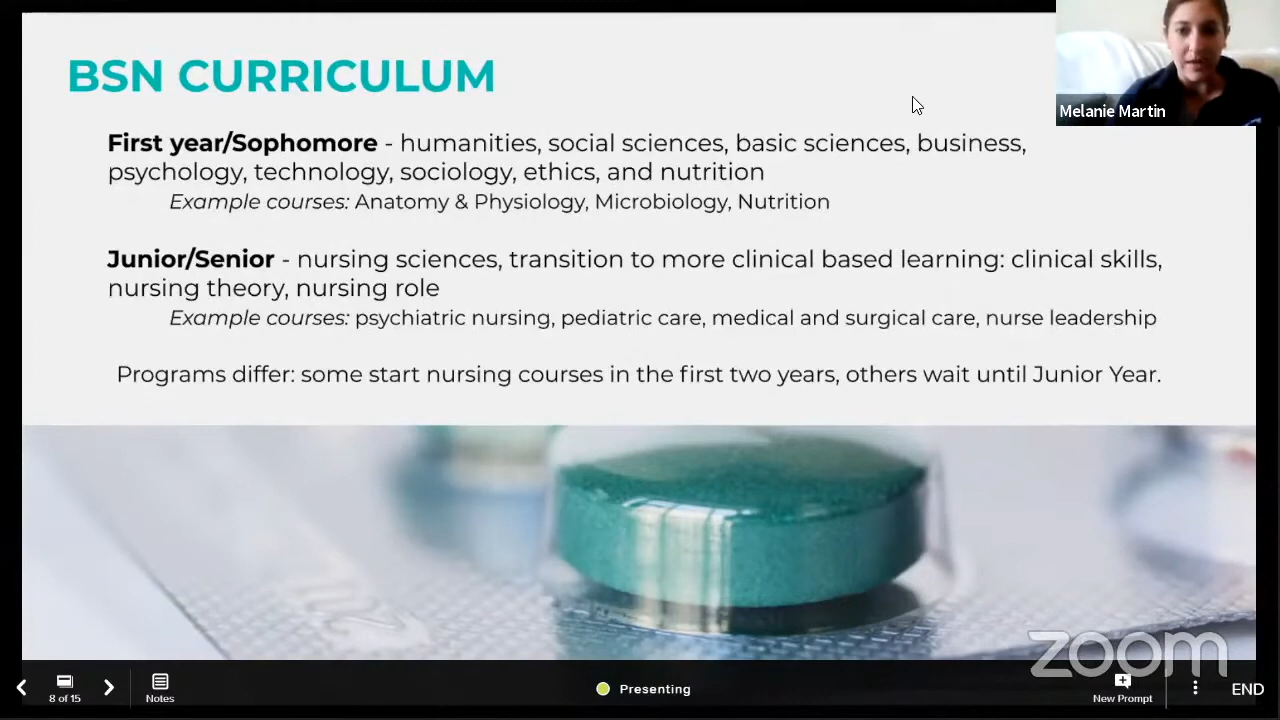 BSN CURRICULUM
Melanie Martin
First year/Sophomore - humanities, social sciences, basic sciences, business,
psychology, technology, sociology, ethics, and nutrition
Example courses: Anatomy & Physiology, Microbiology, Nutrition
Junior/Senior - nursing sciences, transition to more clinical based learning: clinical skills,
nursing theory, nursing role
Example courses: psychiatric nursing, pediatric care, medical and surgical care, nurse leadership
Programs differ: some start nursing courses in the first two years, others wait until Junior Year.
zoom
8 of 15
Notes
Presenting
New Prompt
END